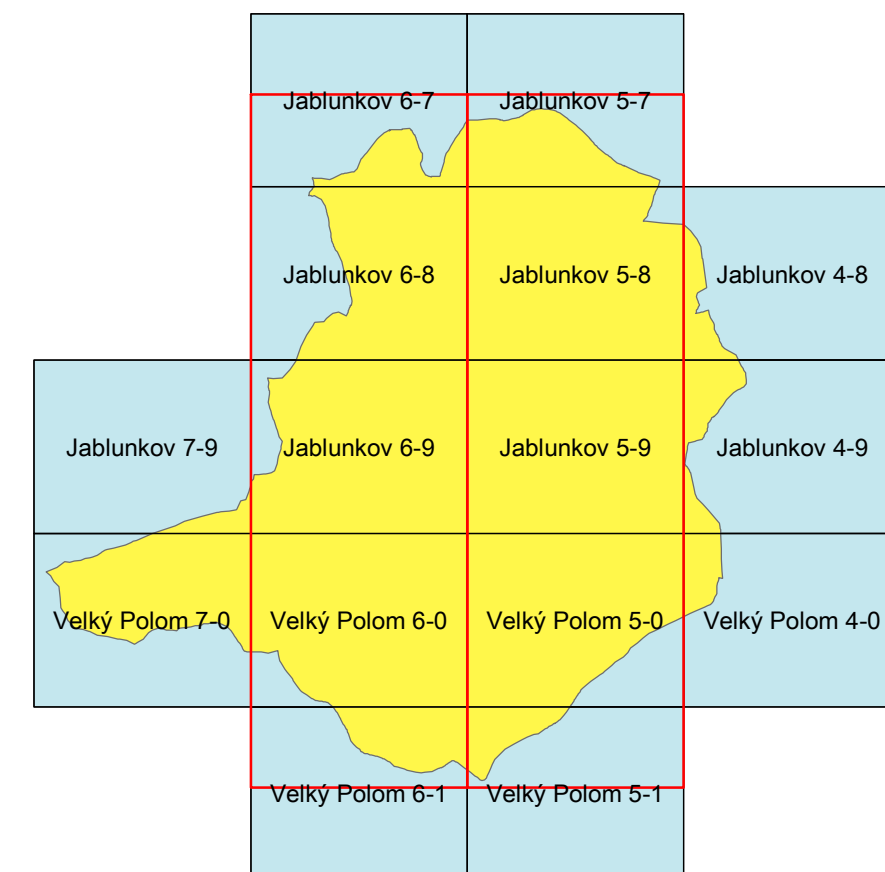 Jablunkov 6-7
Jablunkov 5-7
Jablunkov 6-8
Jablunkov 5-8
Jablunkov 4-8
Jablunkov 7-9
Jablunkov 6-9
Jablunkov 5-9
Jablunkov 4-9
Velký Polom 7-0
Velký Polom 6-0
Velký Polom 5-0
Velký Polom 4-0
Velký Polom 6-1
Velký Polom 5-1